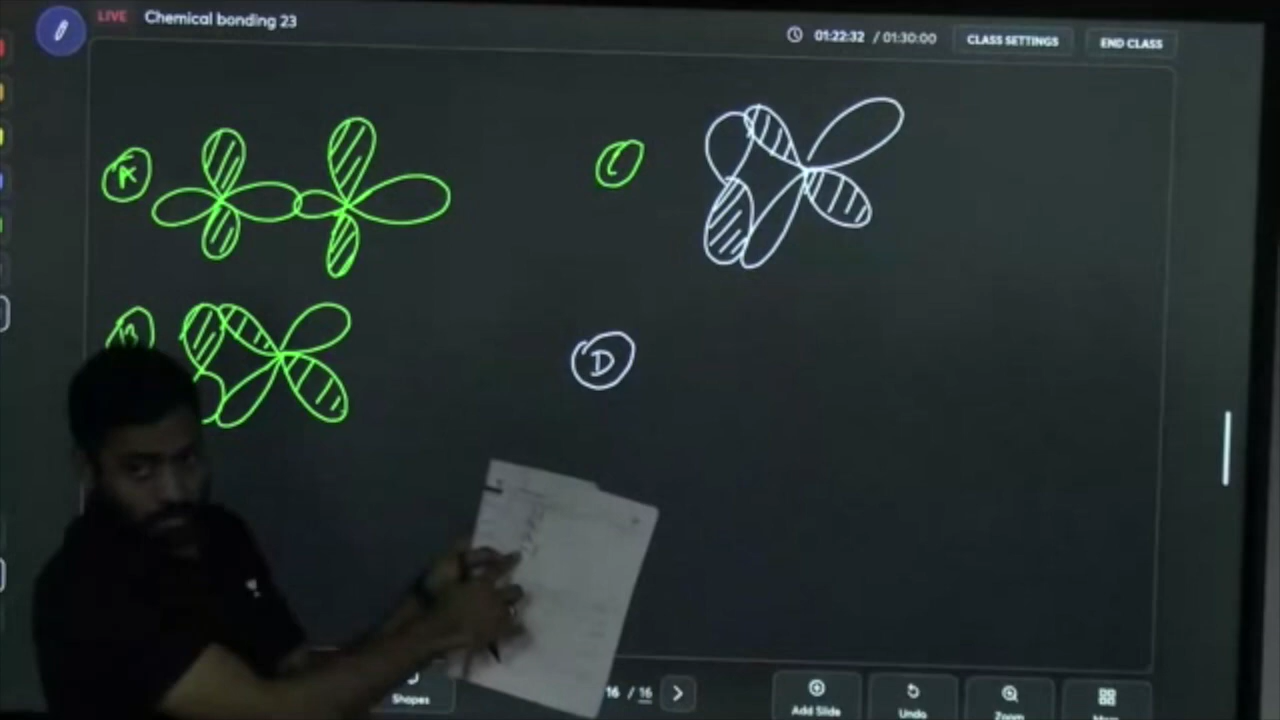 LIVE Chemical bonding 23
01:22:32 / 01:30:00 CLASS SETTINGS END CLASS
A
C
B
D
Shapes 16 / 16 Add Slide Undo Zoom